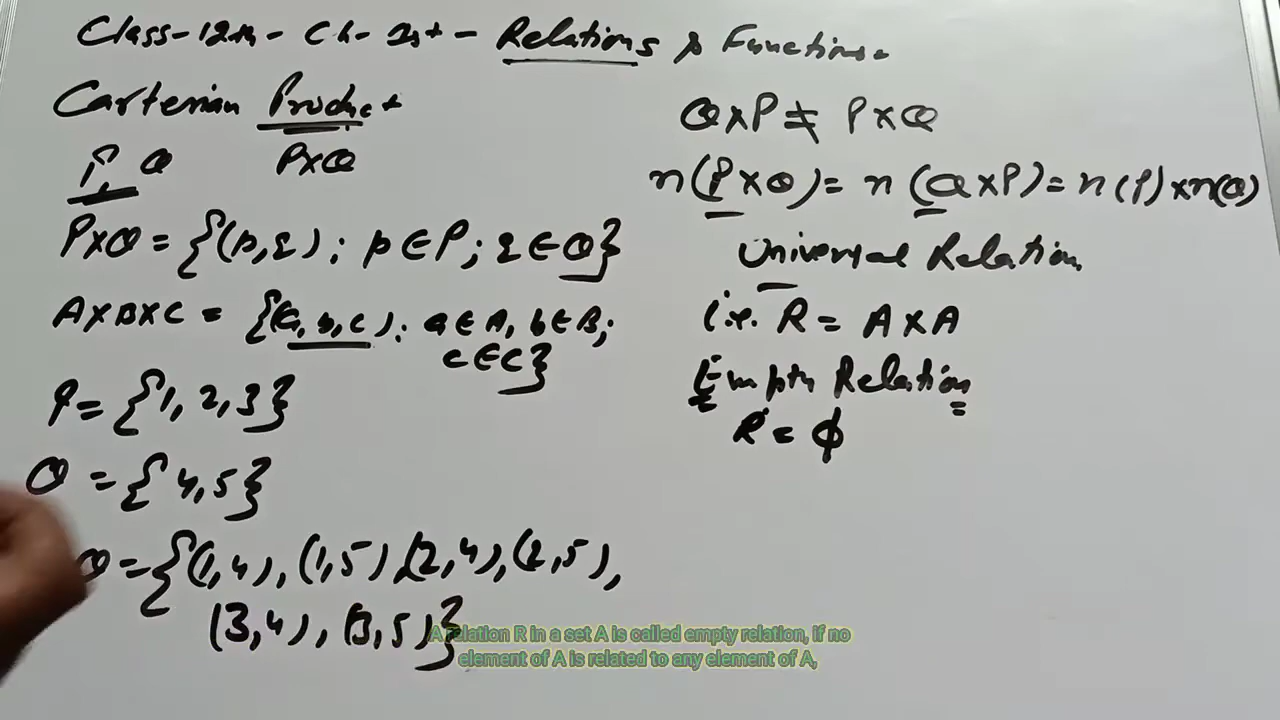 Class-12th - Ch-1st - Relations & Functions
Cartesian Product
P, Q P×Q
P×Q = {(p,q) : p ∈ P; q ∈ Q}
A×B×C = {(a, b, c) : a ∈ A, b ∈ B;
c ∈ C}
P = {1, 2, 3}
Q = {4, 5}
Q = {(1, 4), (1, 5), (2, 4), (2, 5),
(3, 4), (3, 5)}
Q×P ≠ P×Q
n(P×Q) = n(Q×P) = n(P)×n(Q)
Universal Relation
i.e. R = A×A
Empty Relation
R = ϕ
A relation R in a set A is called empty relation, if no
element of A is related to any element of A,